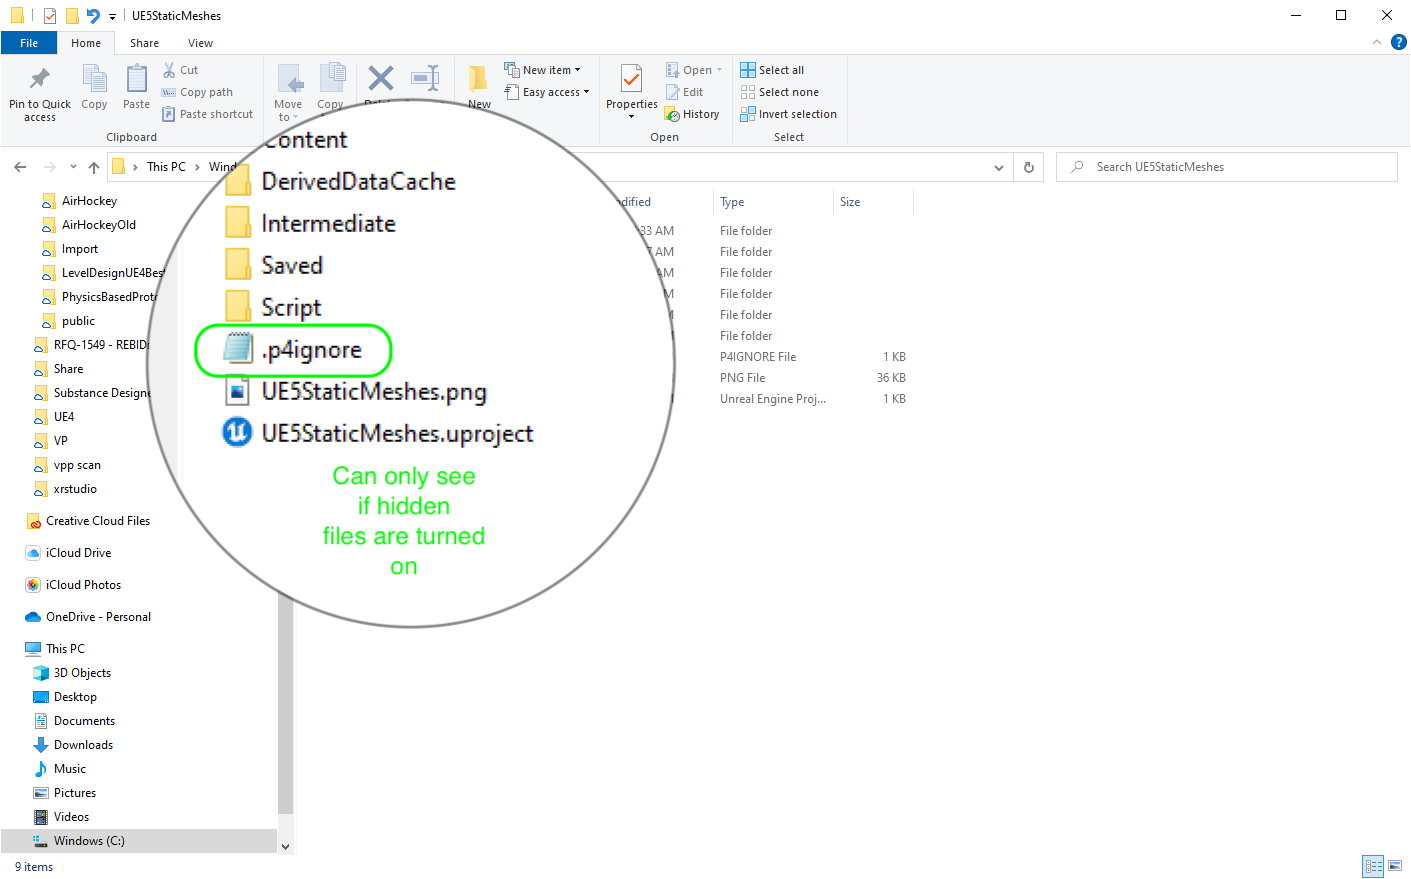 UE5StaticMeshes
File
Home
Share
View
Pin to Quick access
Copy
Paste
Cut
Copy path
Paste shortcut
Clipboard
Move to
Copy
New
New item
Easy access
Properties
Open
Edit
History
Open
Select all
Select none
Invert selection
Select
This PC
Search UE5StaticMeshes
Type
Size
AirHockey
AirHockeyOld
Import
LevelDesignUE4Best
PhysicsBasedProt
public
RFQ-1549 - REBID
Share
Substance Designe
UE4
VP
vpp scan
xrstudio
Creative Cloud Files
iCloud Drive
iCloud Photos
OneDrive - Personal
This PC
3D Objects
Desktop
Documents
Downloads
Music
Pictures
Videos
Windows (C:)
Content
DerivedDataCache
Intermediate
Saved
Script
.p4ignore
UE5StaticMeshes.png
UE5StaticMeshes.uproject
Can only see
if hidden
files are turned
on
33 AM File folder
7 AM File folder
AM File folder
File folder
File folder
File folder
P4IGNORE File 1 KB
PNG File 36 KB
Unreal Engine Proj... 1 KB
9 items